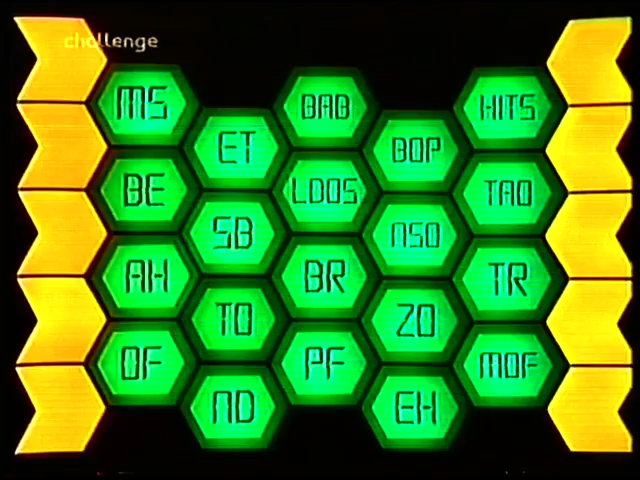 challenge
MS
BAB
HITS
ET
BOP
BE
LDOS
TAO
SB
NSO
AH
BR
TR
TO
ZO
OF
PF
MOF
ND
EH